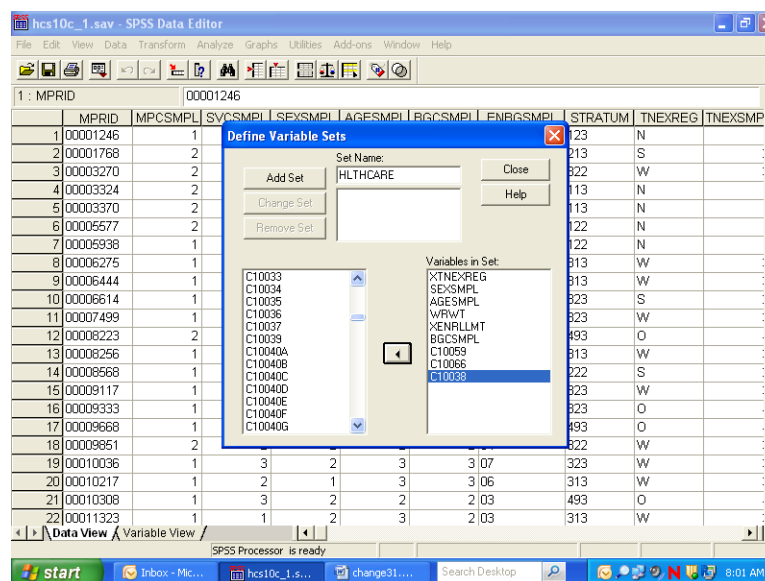 hcs10c_1.sav - SPSS Data Editor
File Edit View Data Transform Analyze Graphs Utilities Add-ons Window Help
1 : MPRID 00001246
MPRID MPCSMPL SVCSMPL SEXSMPL AGESMPL BGCSMPL ENBGSMPL STRATUM TNEXREG TNEXSMP
1 00001246 1 123 N
2 00001768 2 213 S
3 00003270 2 322 W
4 00003324 2 113 N
5 00003370 2 113 N
6 00005577 2 122 N
7 00005938 1 122 N
8 00006275 1 313 W
9 00006444 1 313 W
10 00006614 1 323 S
11 00007499 1 323 W
12 00008223 2 493 O
13 00008256 1 313 W
14 00008568 1 222 S
15 00009117 1 323 W
16 00009333 1 323 O
17 00009668 1 493 O
18 00009851 2 322 W
19 00010036 1 3 2 3 3 07 323 W
20 00010217 1 2 1 3 3 06 313 W
21 00010308 1 3 2 2 2 03 493 O
22 00011323 1 1 2 3 2 03 313 W
Define Variable Sets
Set Name:
Add Set HLTHCARE Close
Change Set Help
Remove Set
Variables in Set:
C10033
C10034
C10035
C10036
C10037
C10039
C10040A
C10040B
C10040C
C10040D
C10040E
C10040F
C10040G
XTNEXREG
SEXSMPL
AGESMPL
WRWT
XENRLLMT
BGCSMPL
C10059
C10066
C10038
Data View Variable View
SPSS Processor is ready
start Inbox - Mic... hcs10c_1.s... change31.... Search Desktop 8:01 AM